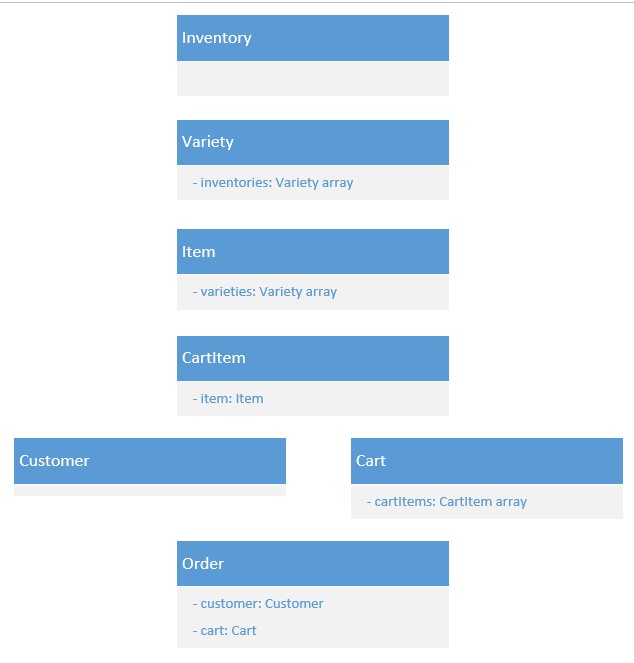 Inventory
Variety
- inventories: Variety array
Item
- varieties: Variety array
CartItem
- item: Item
Customer
Cart
- cartItems: CartItem array
Order
- customer: Customer
- cart: Cart